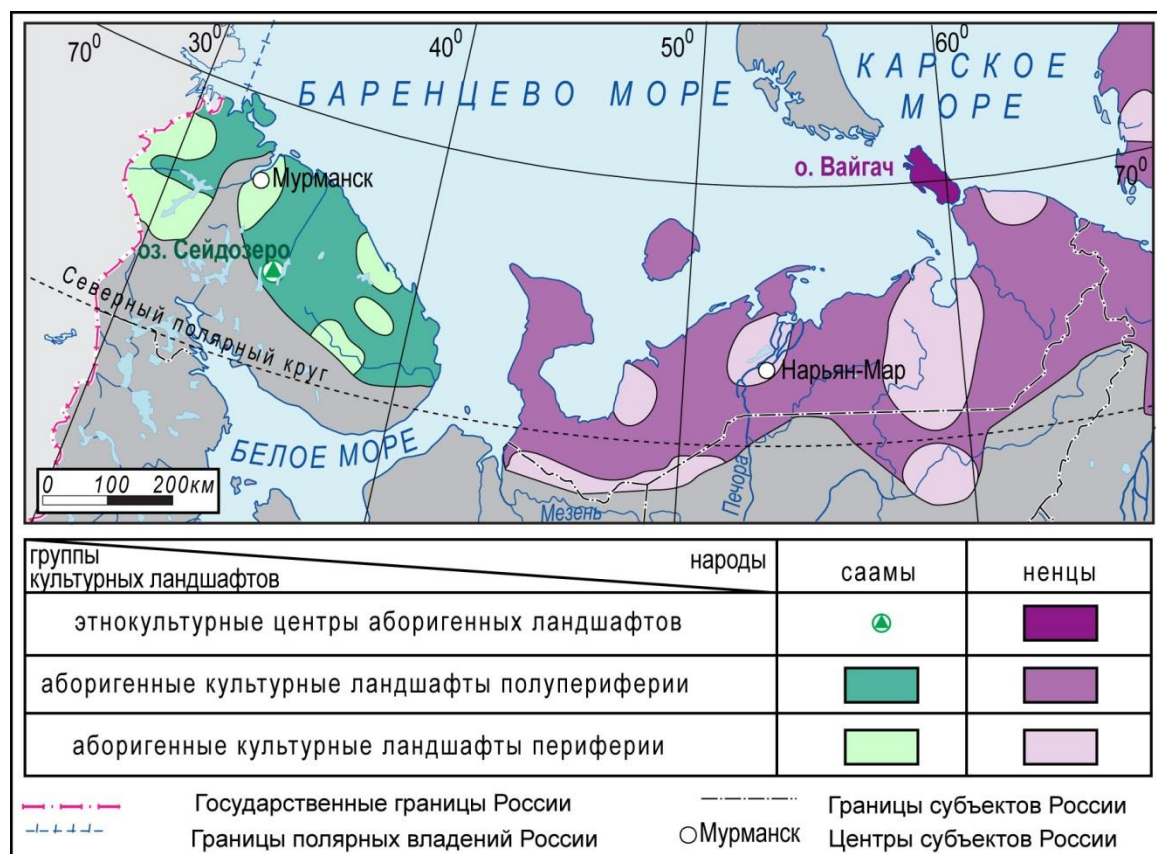 70⁰
30⁰
40⁰
50⁰
60⁰
БАРЕНЦЕВО МОРЕ
КАРСКОЕ
МОРЕ
о. Вайгач
70⁰
Мурманск
оз. Сейдозеро
Северный полярный круг
Нарьян-Мар
БЕЛОЕ МОРЕ
Мезень
Печора
0 100 200км
группы
культурных ландшафтов
народы
саамы
ненцы
этнокультурные центры аборигенных ландшафтов
аборигенные культурные ландшафты полупериферии
аборигенные культурные ландшафты периферии
Государственные границы России
Границы субъектов России
Границы полярных владений России
Мурманск
Центры субъектов России